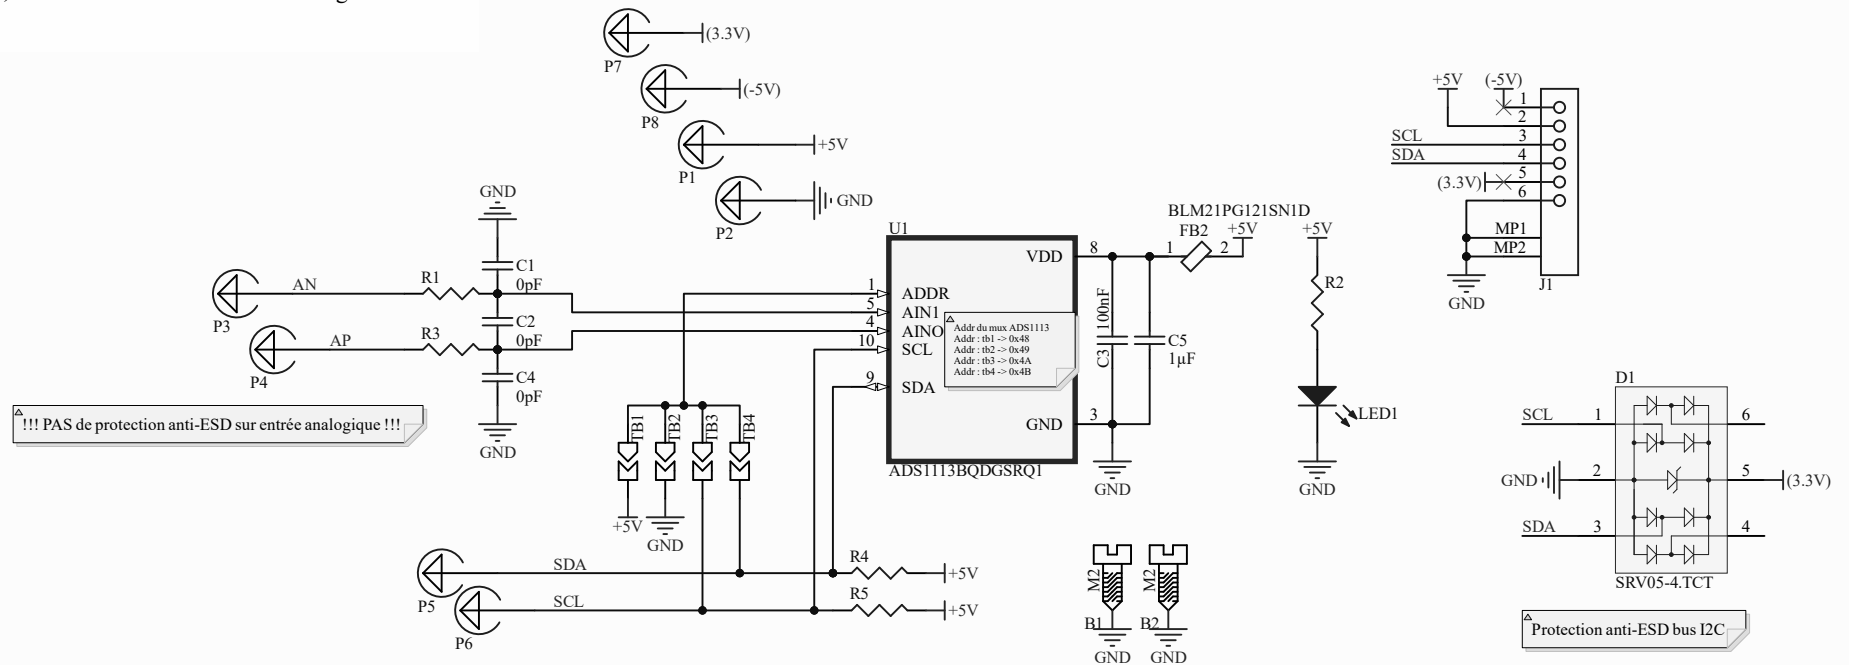 (3.3V)
P7
(-5V)
P8
+5V
P1
GND
P2
GND
C1
0pF
AN
R1
P3
C2
0pF
AP
R3
P4
C4
0pF
GND
!!! PAS de protection anti-ESD sur entrée analogique !!!
U1
VDD
8
1
ADDR
5
AIN1
4
AIN0
10
SCL
9
SDA
GND
3
ADS1113BQDGSRQ1
Addr du mux ADS1113
Addr : tb1 -> 0x48
Addr : tb2 -> 0x49
Addr : tb3 -> 0x4A
Addr : tb4 -> 0x4B
BLM21PG121SN1D
FB2
1
2
+5V
C3
100nF
C5
1µF
GND
+5V
R2
LED1
GND
TB1
TB2
TB3
TB4
+5V
GND
SDA
P5
R4
+5V
SCL
P6
R5
+5V
M2
M2
B1
B2
GND
GND
+5V
(-5V)
1
2
SCL
3
SDA
4
(3.3V)
5
6
MP1
MP2
GND
J1
D1
SCL
1
6
GND
2
5
(3.3V)
SDA
3
4
SRV05-4.TCT
Protection anti-ESD bus I2C